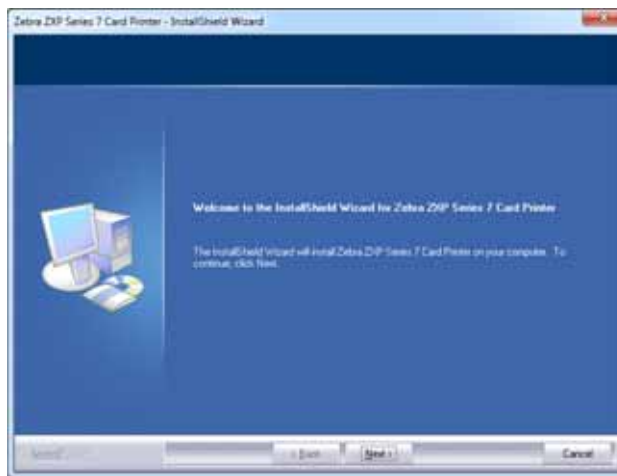 Zebra ZXP Series 7 Card Printer - InstallShield Wizard
Welcome to the InstallShield Wizard for Zebra ZXP Series 7 Card Printer
The InstallShield Wizard will install Zebra ZXP Series 7 Card Printer on your computer. To
continue, click Next.
< Back Next > Cancel